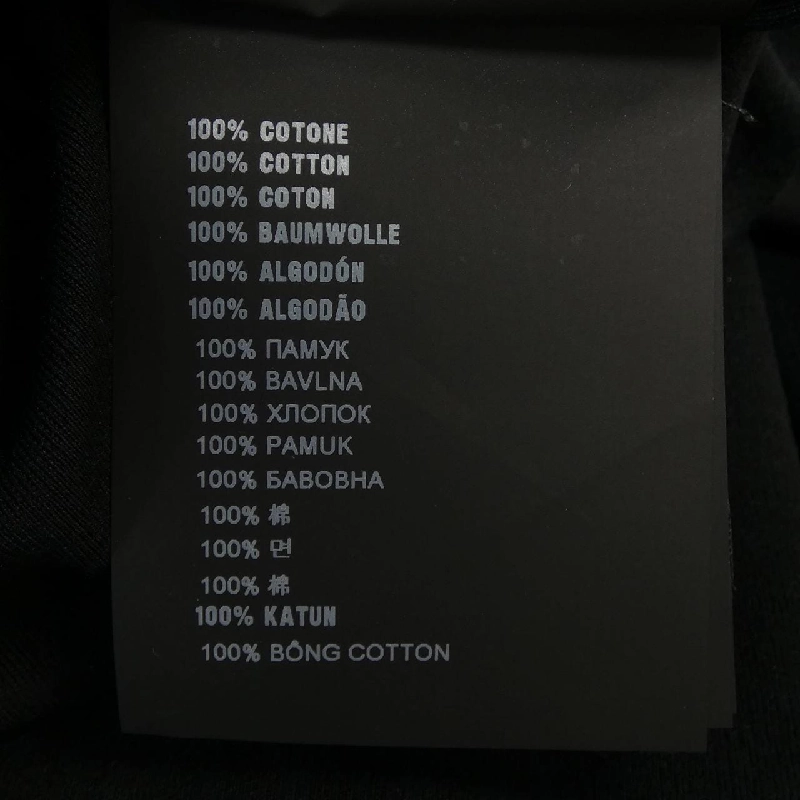 100% COTONE
100% COTTON
100% COTON
100% BAUMWOLLE
100% ALGODÓN
100% ALGODÃO
100% ПАМУК
100% BAVLNA
100% ХЛОПОК
100% PAMUK
100% БАВОВНА
100% 棉
100% 면
100% 棉
100% KATUN
100% BÔNG COTTON